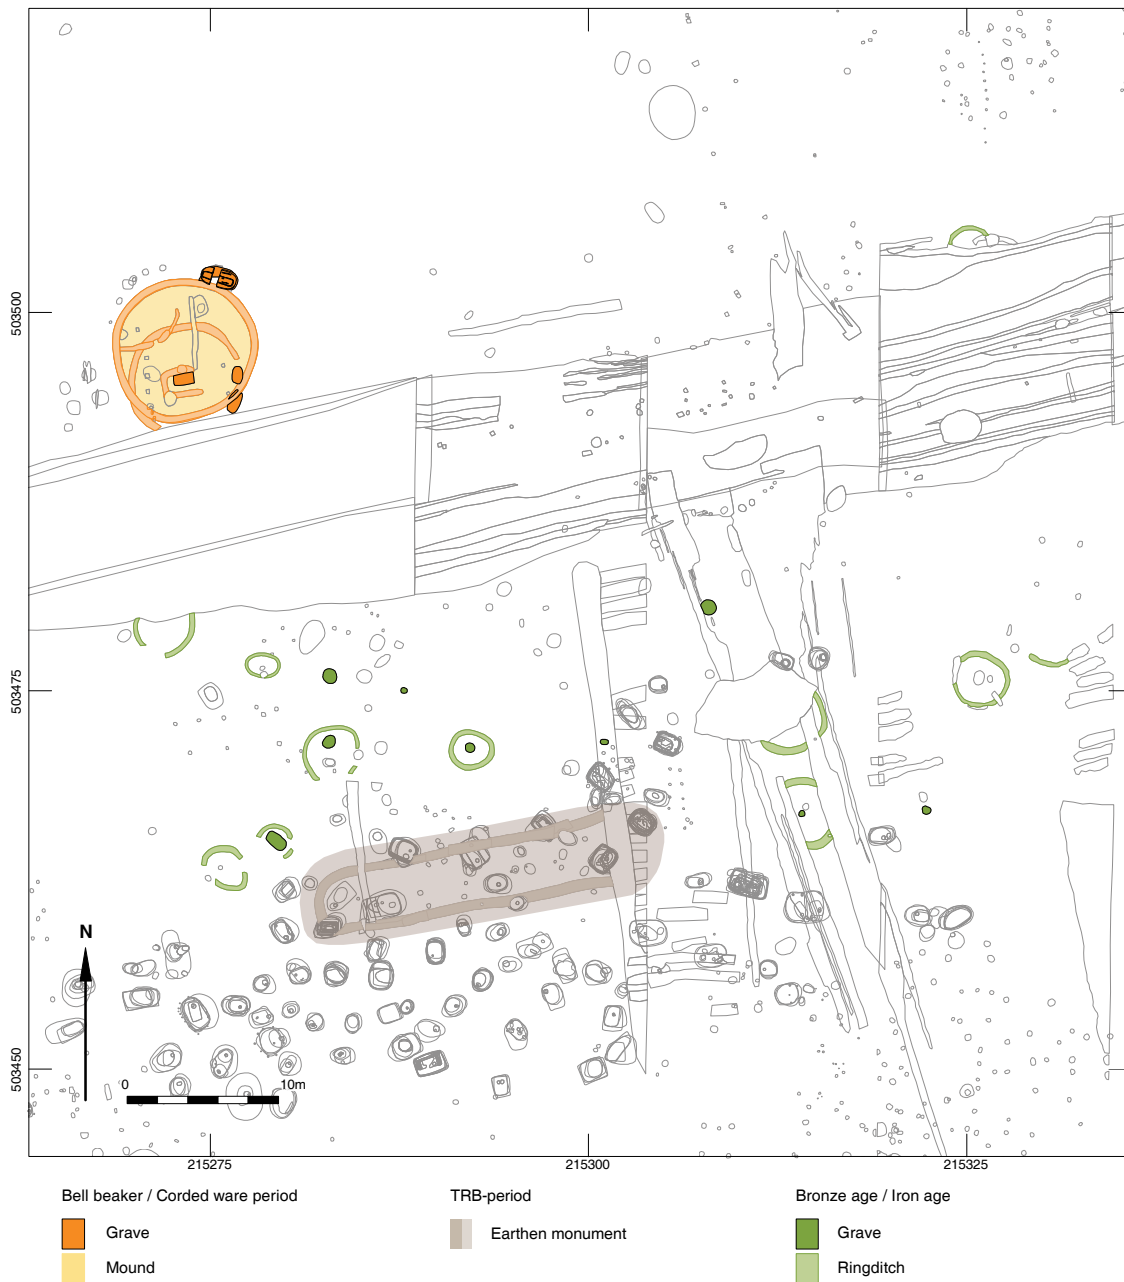 503500
503475
503450
N
0 10m
215275 215300 215325
Bell beaker / Corded ware period
Grave
Mound
TRB-period
Earthen monument
Bronze age / Iron age
Grave
Ringditch